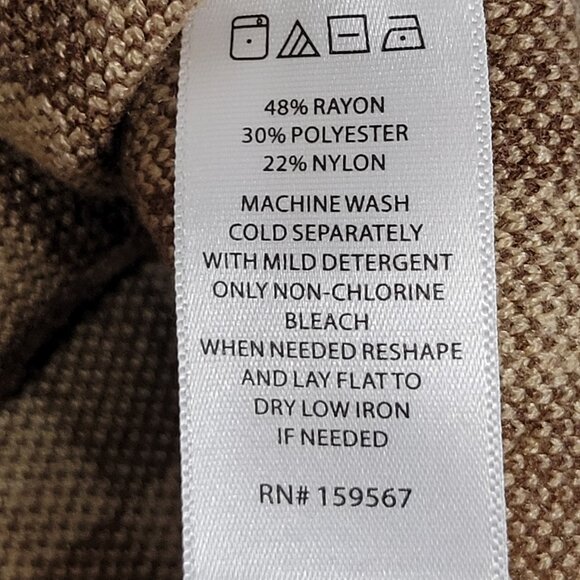 48% RAYON
30% POLYESTER
22% NYLON
MACHINE WASH
COLD SEPARATELY
WITH MILD DETERGENT
ONLY NON-CHLORINE
BLEACH
WHEN NEEDED RESHAPE
AND LAY FLAT TO
DRY LOW IRON
IF NEEDED
RN# 159567